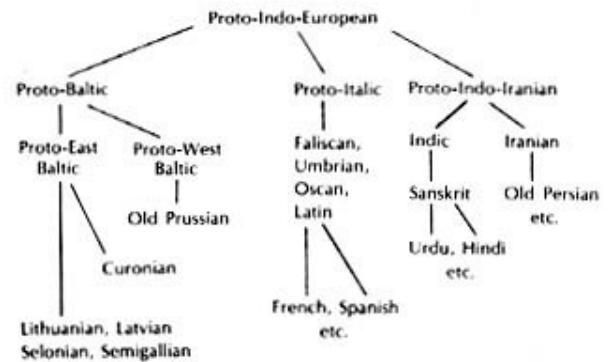 Proto-Indo-European
Proto-Baltic
Proto-Italic
Proto-Indo-Iranian
Proto-East
Baltic
Proto-West
Baltic
Faliscan,
Umbrian,
Oscan,
Latin
Indic
Iranian
Old Prussian
Sanskrit
Old Persian
etc.
Curonian
Urdu, Hindi
etc.
French, Spanish
etc.
Lithuanian, Latvian
Selonian, Semigallian